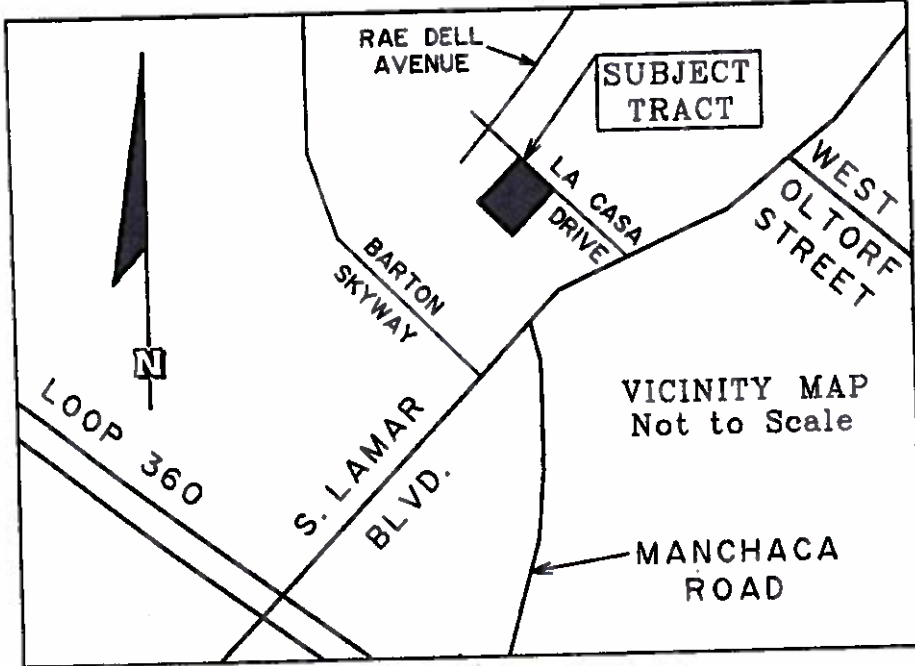 RAE DELL
AVENUE
SUBJECT
TRACT
LA CASA
DRIVE
WEST
OLTORF
STREET
BARTON
SKYWAY
N
LOOP 360
S. LAMAR
BLVD.
VICINITY MAP
Not to Scale
MANCHACA
ROAD